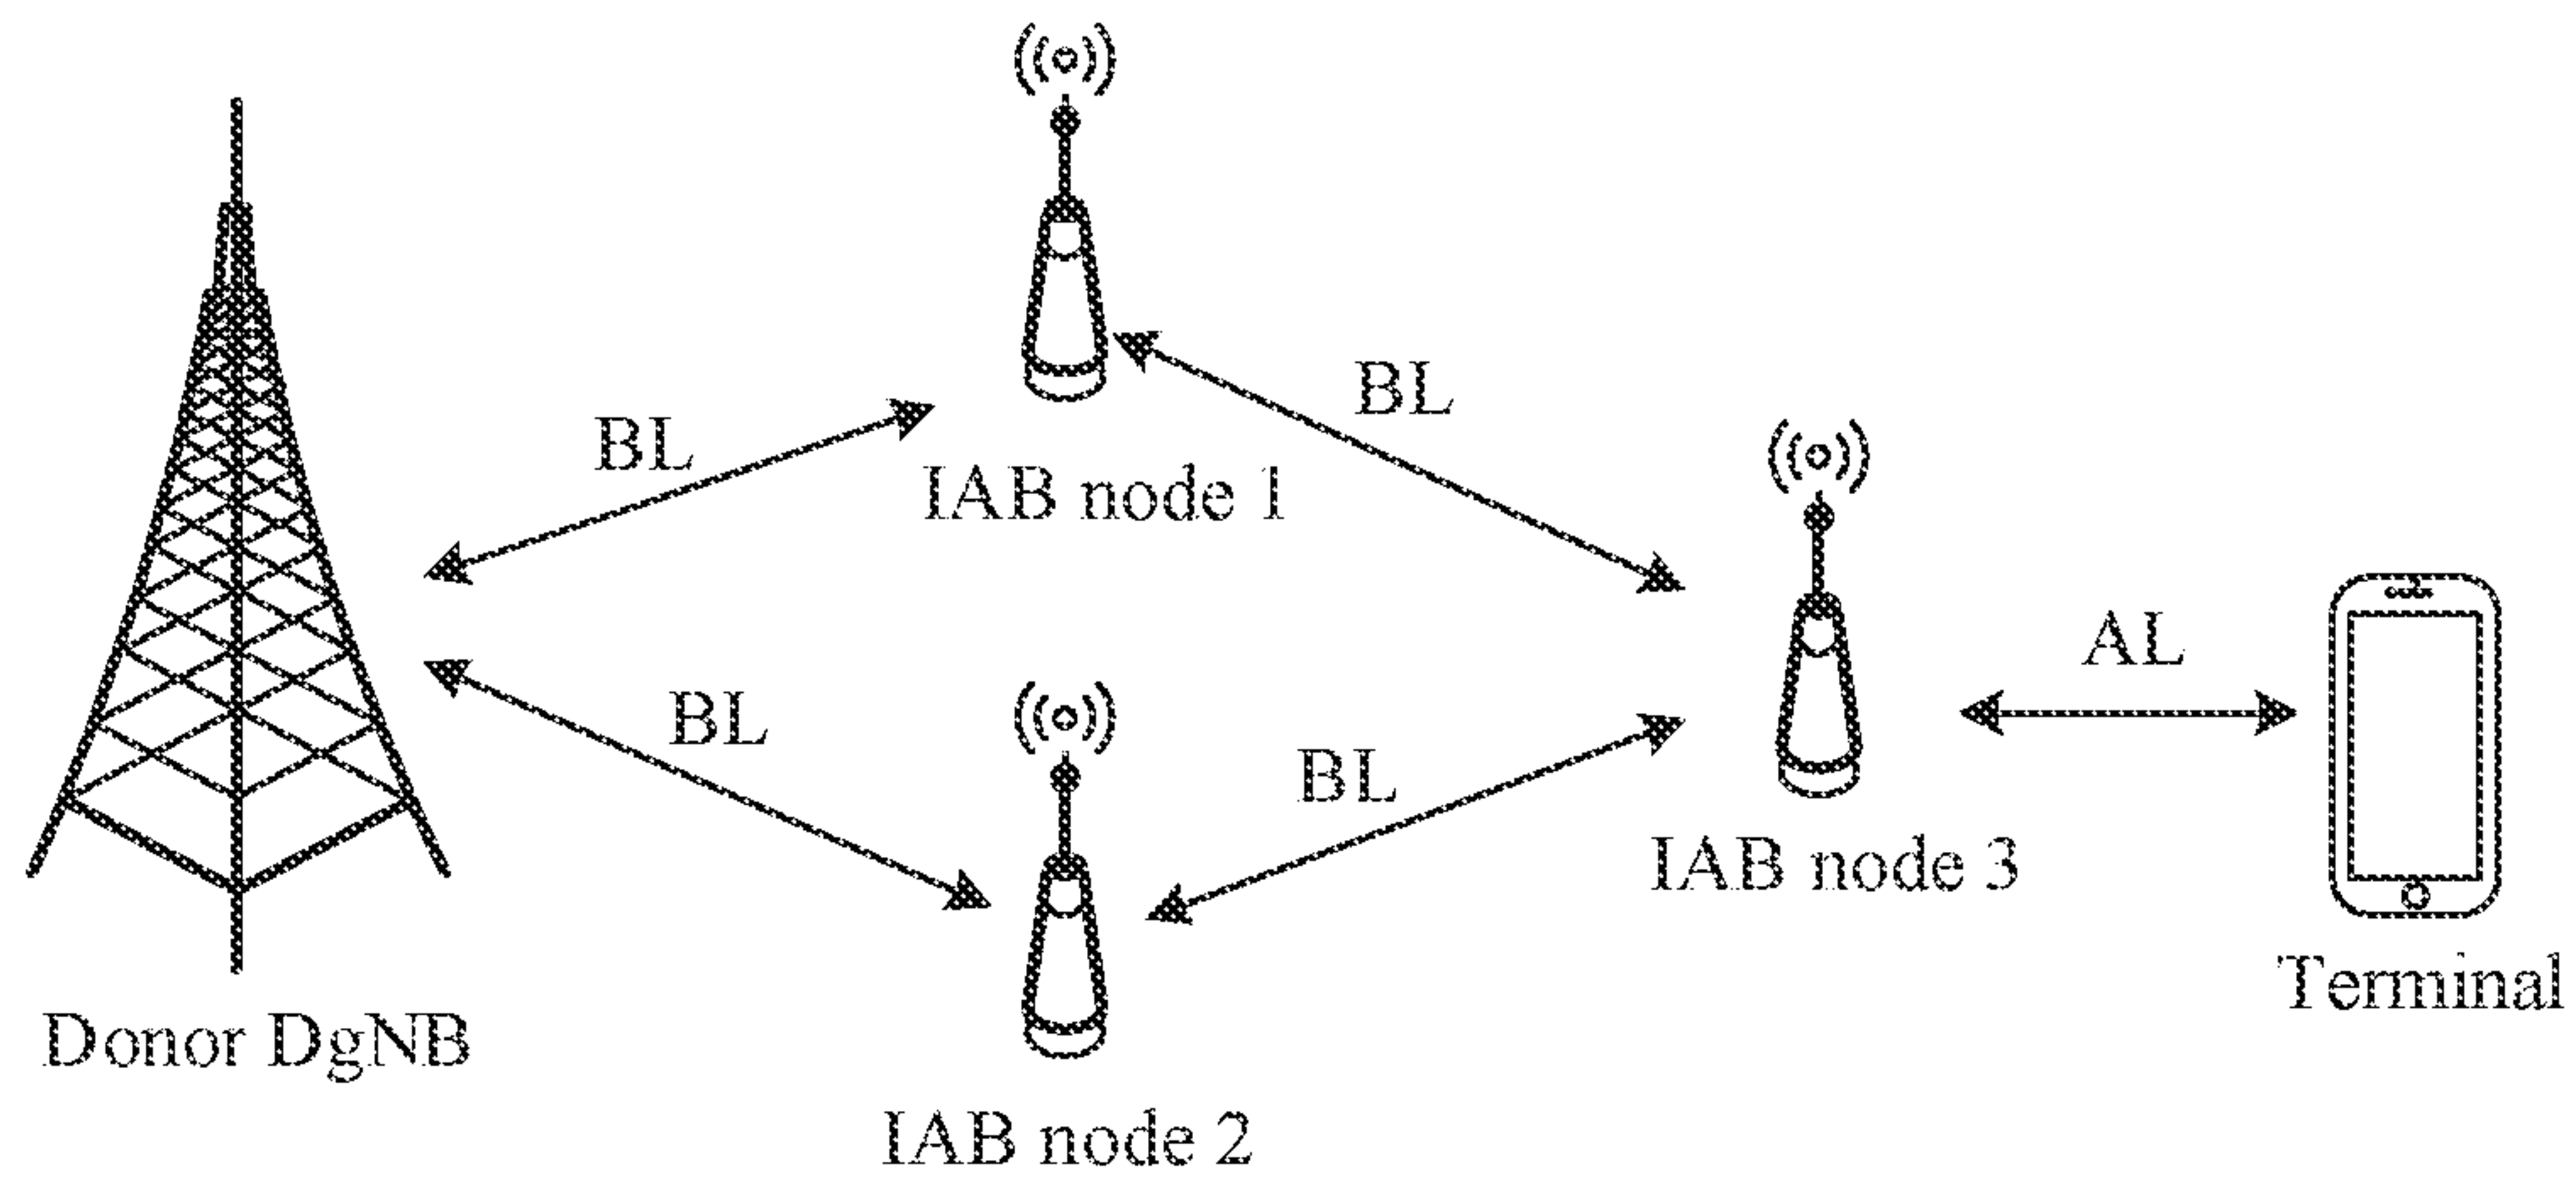 BL
BL
IAB node 1
AL
BL
BL
IAB node 3
Terminal
Donor DgNB
IAB node 2